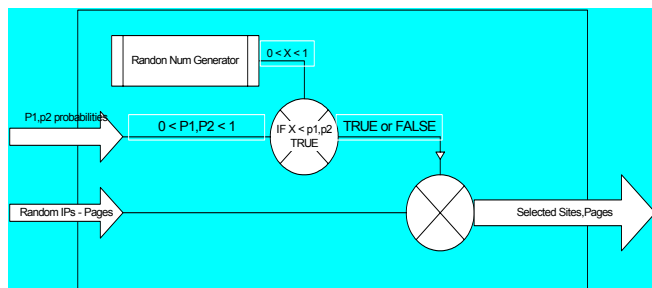 0 < X < 1
Randon Num Generator
P1,p2 probabilities
0 < P1,P2 < 1
IF X < p1,p2
TRUE
TRUE or FALSE
Random IPs - Pages
Selected Sites,Pages